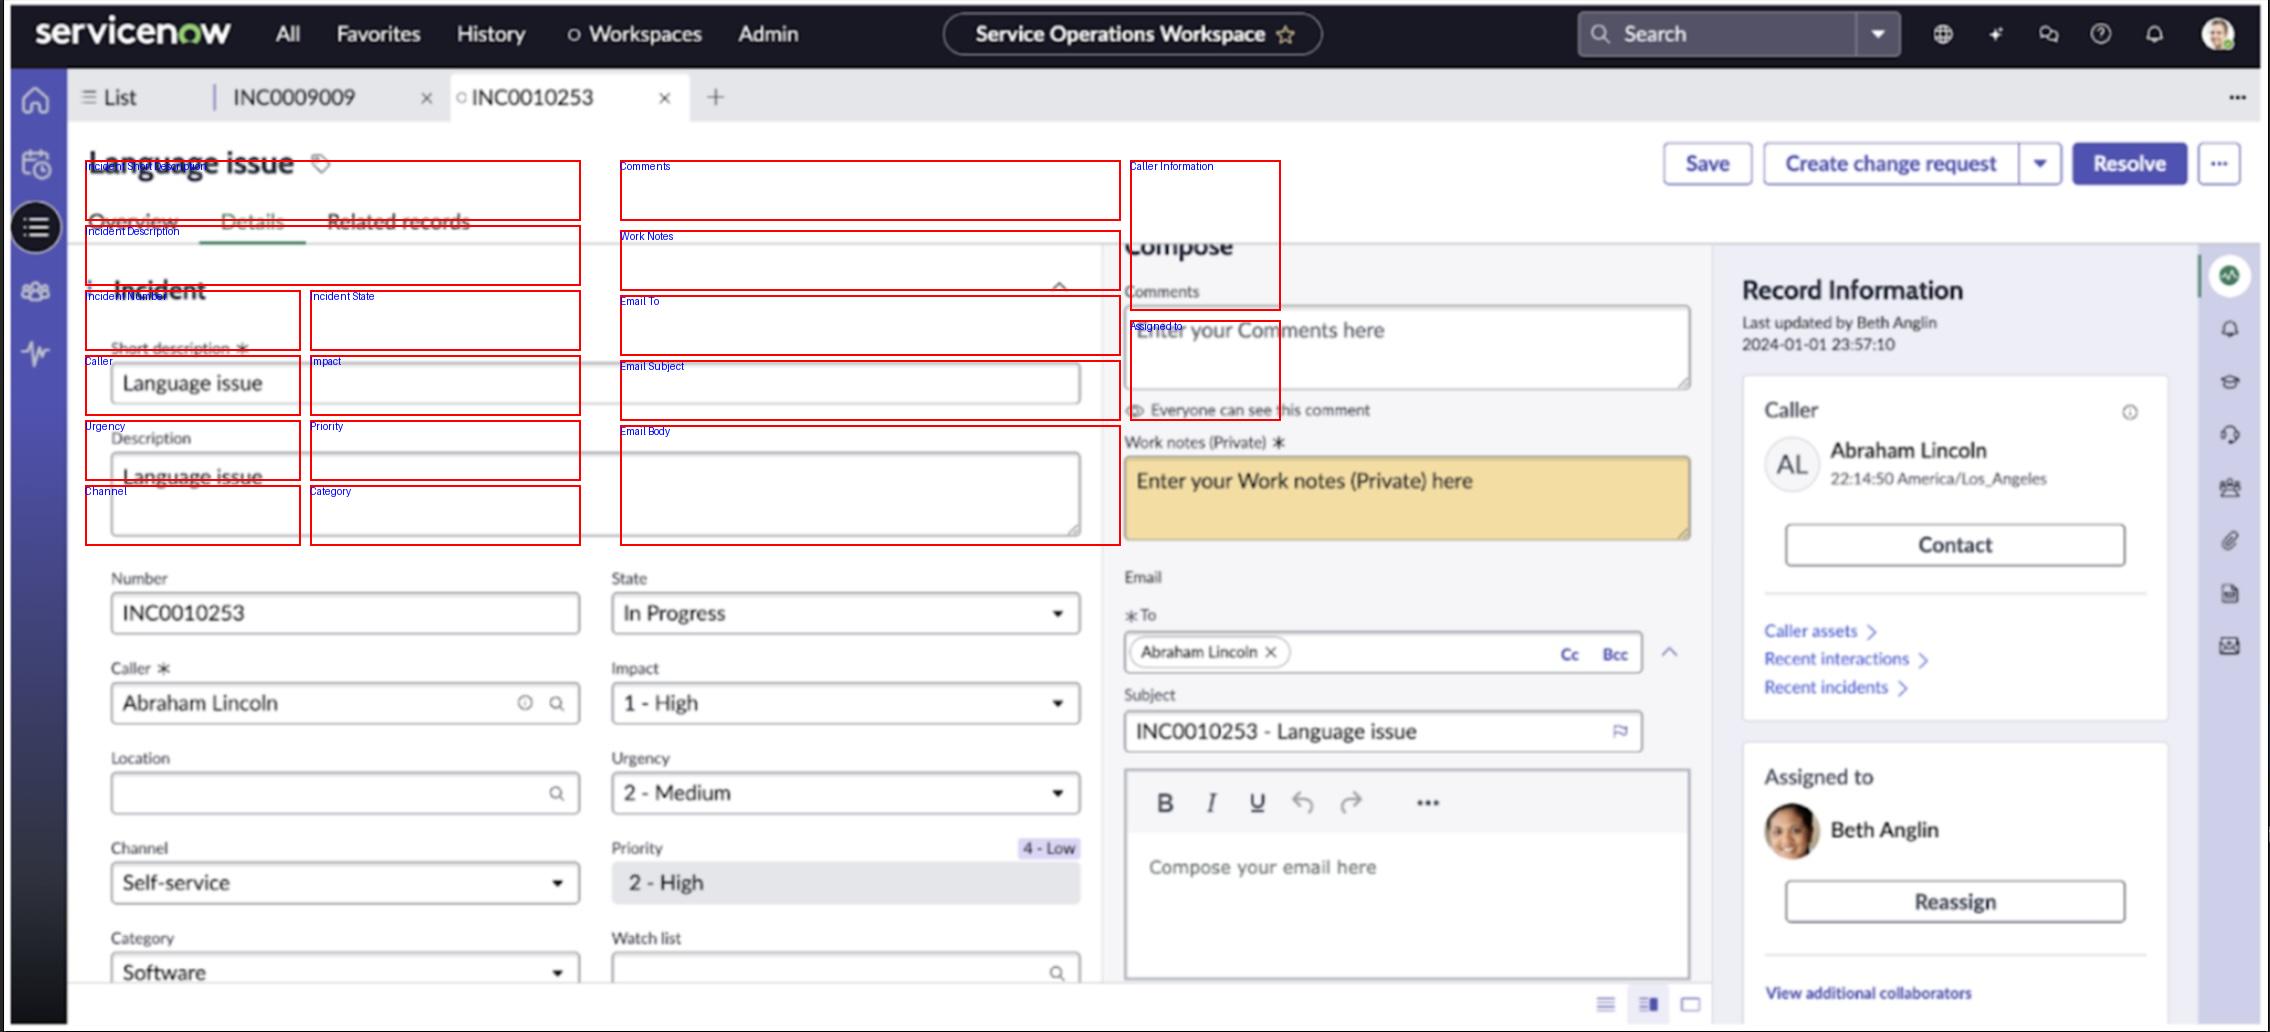 servicenow All Favorites History Workspaces Admin Service Operations Workspace Search
List INC0009009 INC0010253
Language issue
Incident Short Description
Save Create change request Resolve
Overview Details Related records
Incident Description
Incident
Incident Number
Incident State
Short description *
Caller
Impact
Language issue
Urgency
Priority
Description
Language issue
Channel
Category
Number
INC0010253
State
In Progress
Caller *
Abraham Lincoln
Impact
1 - High
Location
Urgency
2 - Medium
Channel
Self-service
Priority 4 - Low
2 - High
Category
Software
Watch list
Comments
Work Notes
Email To
Email Subject
Email Body
Caller Information
Compose
Comments
Assigned to
Enter your Comments here
Everyone can see this comment
Work notes (Private) *
Enter your Work notes (Private) here
Email
* To
Abraham Lincoln Cc Bcc
Subject
INC0010253 - Language issue
B I U
Compose your email here
Record Information
Last updated by Beth Anglin
2024-01-01 23:57:10
Caller
AL Abraham Lincoln
22:14:50 America/Los_Angeles
Contact
Caller assets
Recent interactions
Recent incidents
Assigned to
Beth Anglin
Reassign
View additional collaborators